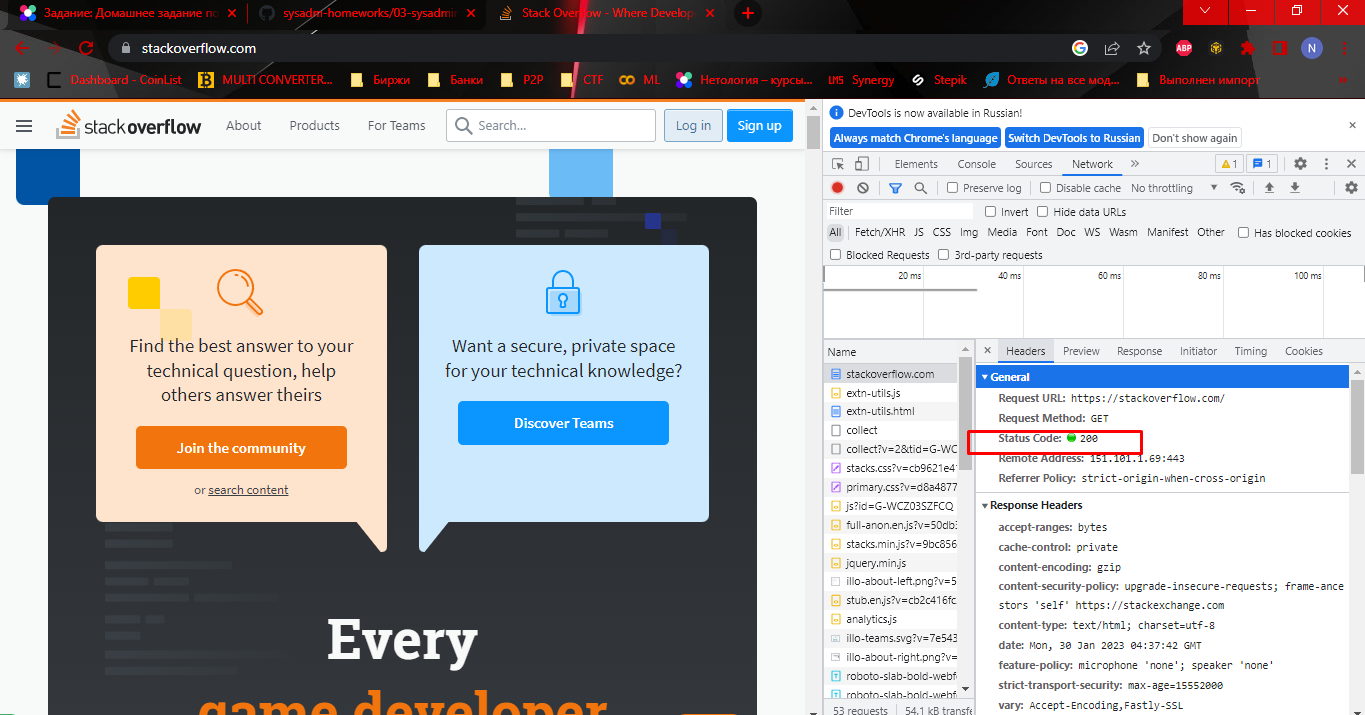 Задание: Домашнее задание по
sysadm-homeworks/03-sysadmin
Stack Overflow - Where Develop
stackoverflow.com
ABP
N
Dashboard - CoinList
MULTI CONVERTER...
Биржи
Банки
P2P
CTF
ML
Нетология – курсы...
LMS Synergy
Stepik
Ответы на все мод...
Выполнен импорт
stackoverflow
About
Products
For Teams
Search...
Log in
Sign up
Find the best answer to your
technical question, help
others answer theirs
Join the community
or search content
Want a secure, private space
for your technical knowledge?
Discover Teams
Every
game developer
DevTools is now available in Russian!
Always match Chrome's language
Switch DevTools to Russian
Don't show again
Elements
Console
Sources
Network
1
1
Preserve log
Disable cache
No throttling
Filter
Invert
Hide data URLs
All
Fetch/XHR
JS
CSS
Img
Media
Font
Doc
WS
Wasm
Manifest
Other
Has blocked cookies
Blocked Requests
3rd-party requests
20 ms
40 ms
60 ms
80 ms
100 ms
Name
stackoverflow.com
extn-utils.js
extn-utils.html
collect
collect?v=2&tid=G-WC
stacks.css?v=cb9621e4
primary.css?v=d8a4877
js?id=G-WCZ03SZFCQ
full-anon.en.js?v=50db3
stacks.min.js?v=9bc856
jquery.min.js
illo-about-left.png?v=5
stub.en.js?v=cb2c416fc
analytics.js
illo-teams.svg?v=7e543
illo-about-right.png?v=
roboto-slab-bold-webfo
roboto-slab-bold-webfo
53 requests
54.1 kB transfe
Headers
Preview
Response
Initiator
Timing
Cookies
General
Request URL: https://stackoverflow.com/
Request Method: GET
Status Code: 200
Remote Address: 151.101.1.69:443
Referrer Policy: strict-origin-when-cross-origin
Response Headers
accept-ranges: bytes
cache-control: private
content-encoding: gzip
content-security-policy: upgrade-insecure-requests; frame-ance
stors 'self' https://stackexchange.com
content-type: text/html; charset=utf-8
date: Mon, 30 Jan 2023 04:37:42 GMT
feature-policy: microphone 'none'; speaker 'none'
strict-transport-security: max-age=15552000
vary: Accept-Encoding,Fastly-SSL